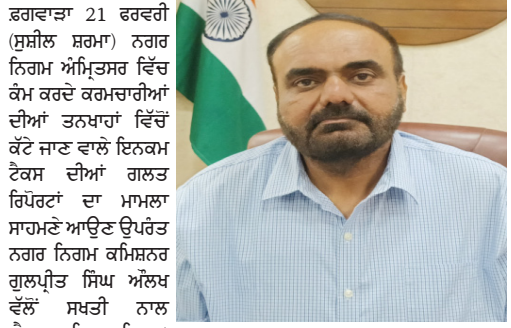 ਫ਼ਗਵਾੜਾ 21 ਫਰਵਰੀ
(ਸੁਸ਼ੀਲ ਸ਼ਰਮਾ) ਨਗਰ
ਨਿਗਮ ਅੰਮ੍ਰਿਤਸਰ ਵਿੱਚ
ਕੰਮ ਕਰਦੇ ਕਰਮਚਾਰੀਆਂ
ਦੀਆਂ ਤਨਖਾਹਾਂ ਵਿੱਚੋਂ
ਕੱਟੇ ਜਾਣ ਵਾਲੇ ਇਨਕਮ
ਟੈਕਸ ਦੀਆਂ ਗਲਤ
ਰਿਪੋਰਟਾਂ ਦਾ ਮਾਮਲਾ
ਸਾਹਮਣੇ ਆਉਣ ਉਪਰੰਤ
ਨਗਰ ਨਿਗਮ ਕਮਿਸ਼ਨਰ
ਗੁਲਪ੍ਰੀਤ ਸਿੰਘ ਔਲਖ
ਵੱਲੋਂ ਸਖਤੀ ਨਾਲ